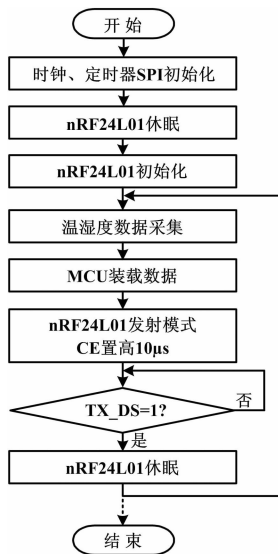 开 始
时钟、定时器SPI初始化
nRF24L01休眠
nRF24L01初始化
温湿度数据采集
MCU装载数据
nRF24L01发射模式
CE置高10μs
TX_DS=1?
否
是
nRF24L01休眠
结 束